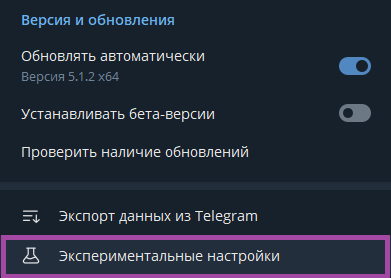 Версия и обновления
Обновлять автоматически
Версия 5.1.2 x64
Устанавливать бета-версии
Проверить наличие обновлений
Экспорт данных из Telegram
Экспериментальные настройки